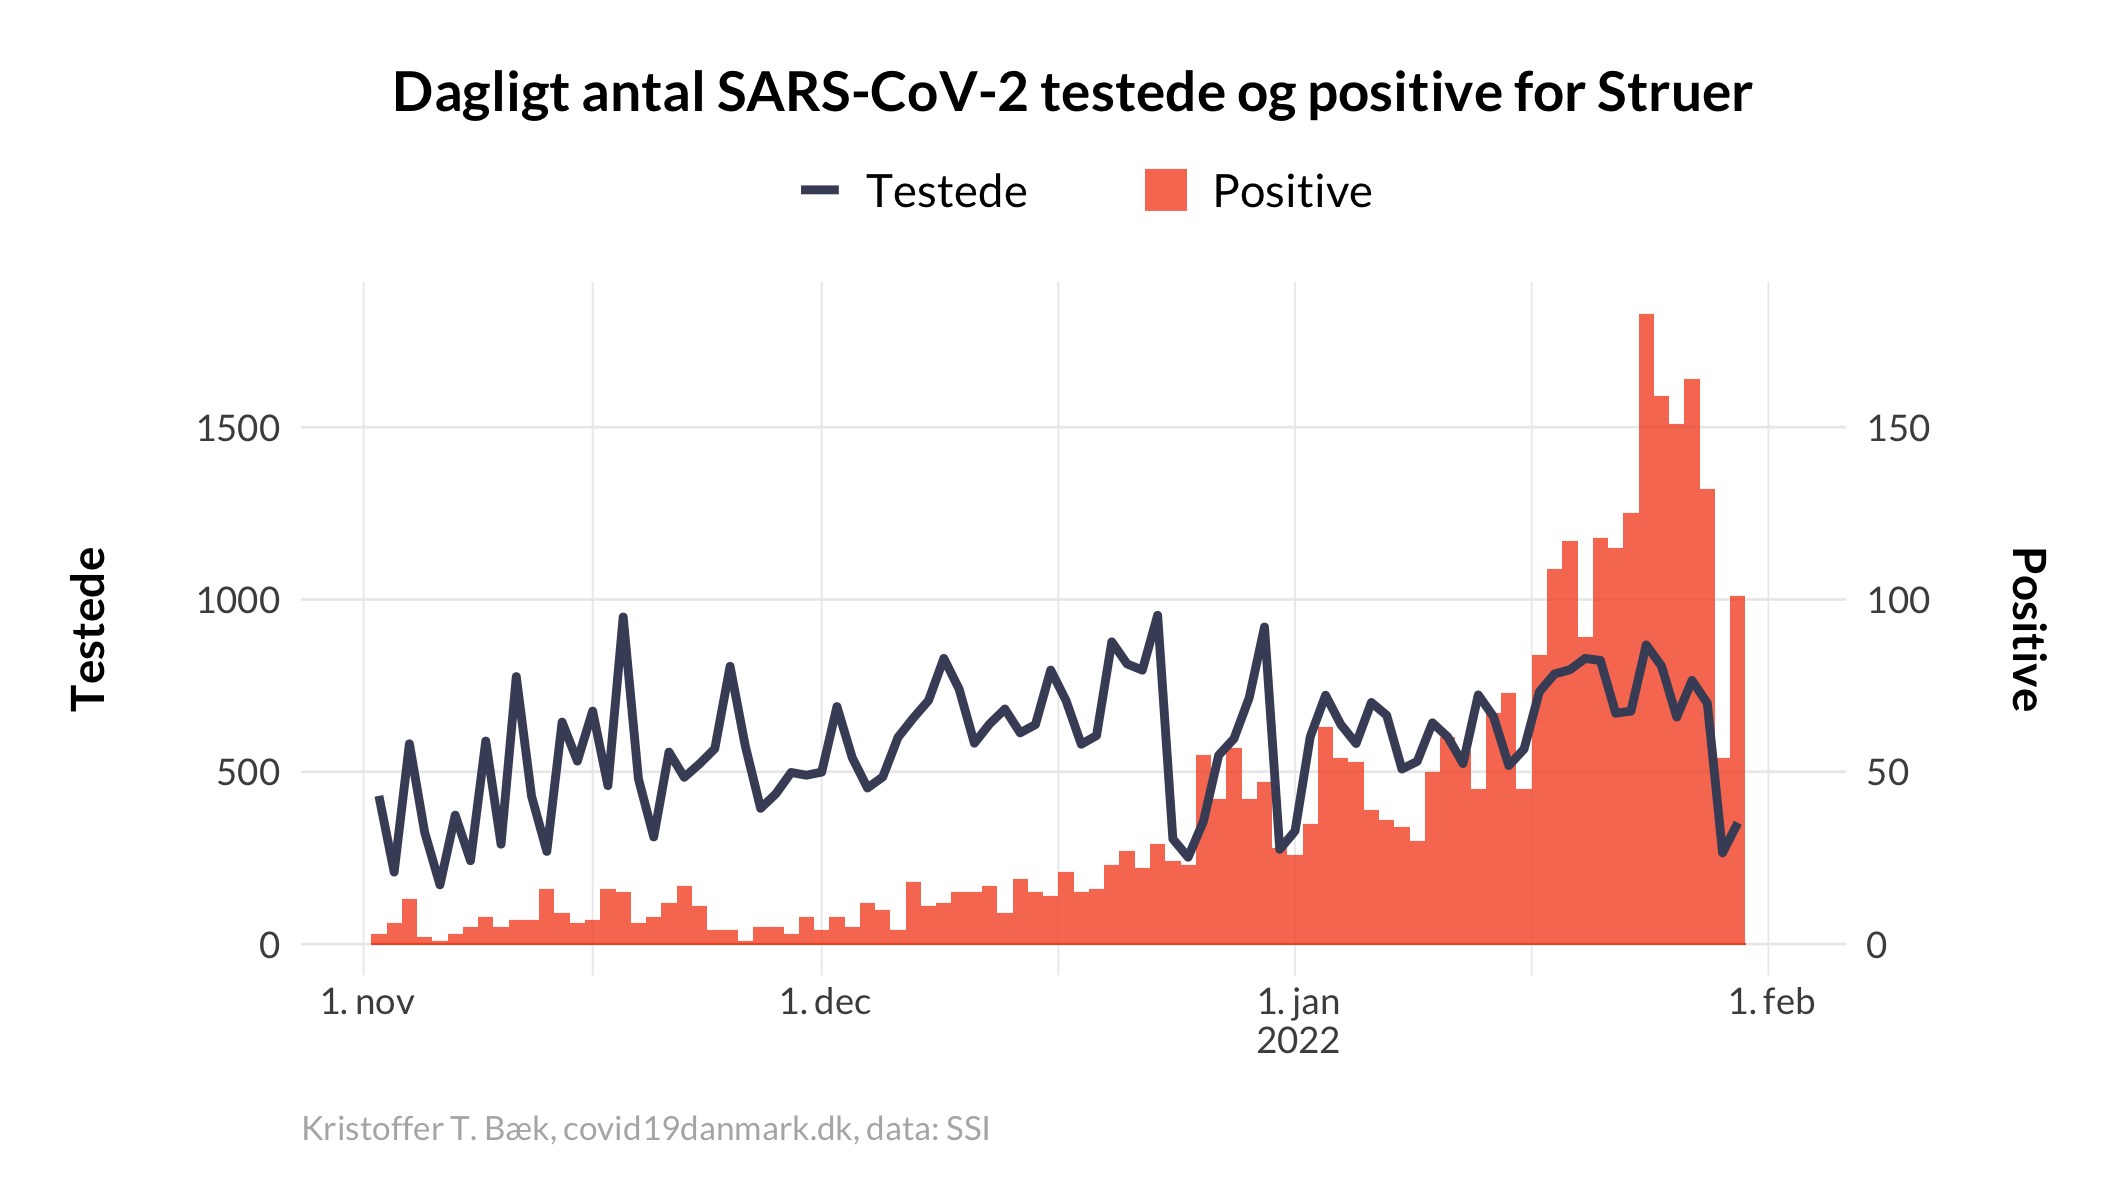 Dagligt antal SARS-CoV-2 testede og positive for Struer
Testede
Positive
1500
1000
500
0
150
100
50
0
Testede
Positive
1. nov
1. dec
1. jan
2022
1. feb
Kristoffer T. Bæk, covid19danmark.dk, data: SSI